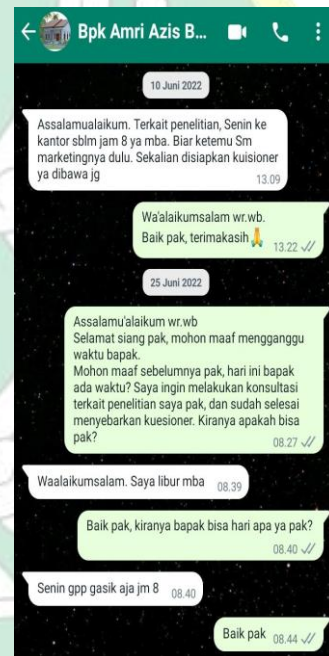 Bpk Amri Azis B...
10 Juni 2022
Assalamualaikum. Terkait penelitian, Senin ke
kantor sblm jam 8 ya mba. Biar ketemu Sm
marketingnya dulu. Sekalian disiapkan kuisioner
ya dibawa jg
13.09
Wa'alaikumsalam wr.wb.
Baik pak, terimakasih🙏
13.22
25 Juni 2022
Assalamu'alaikum wr.wb
Selamat siang pak, mohon maaf mengganggu
waktu bapak.
Mohon maaf sebelumnya pak, hari ini bapak
ada waktu? Saya ingin melakukan konsultasi
terkait penelitian saya pak, dan sudah selesai
menyebarkan kuesioner. Kiranya apakah bisa
pak?
08.27
Waalaikumsalam. Saya libur mba 08.39
Baik pak, kiranya bapak bisa hari apa ya pak?
08.40
Senin gpp gasik aja jm 8 08.40
Baik pak 08.44